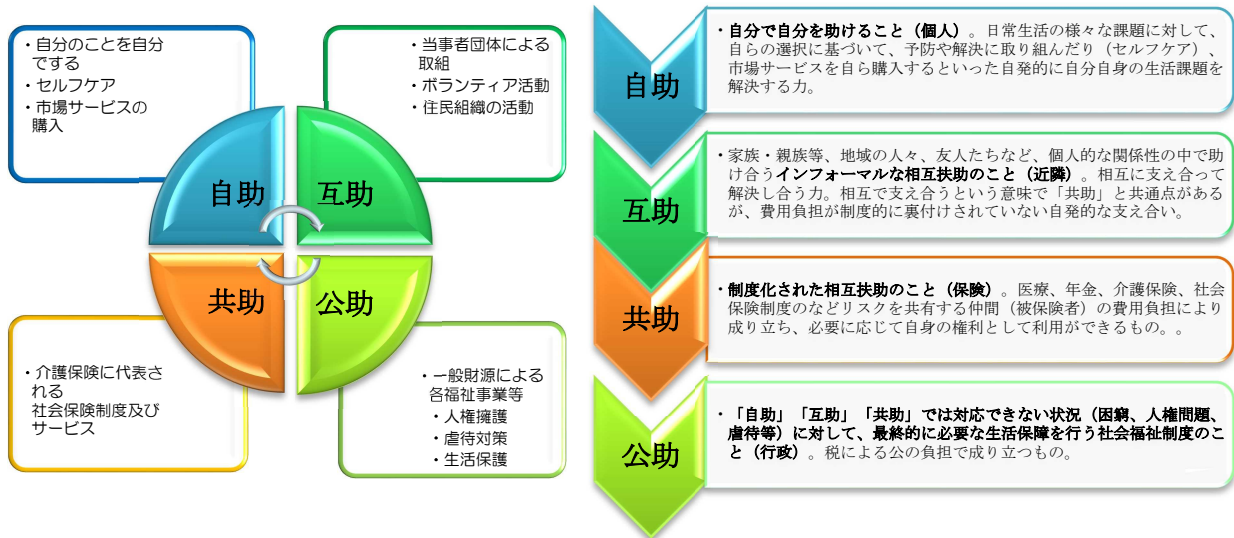 ・自分のことを自分
でする
・セルフケア
・市場サービスの
購入
・当事者団体による
取組
・ボランティア活動
・住民組織の活動
自助
互助
共助
公助
・介護保険に代表さ
れる
社会保険制度及び
サービス
・一般財源による
各福祉事業等
・人権擁護
・虐待対策
・生活保護
自助
・自分で自分を助けること（個人）。日常生活の様々な課題に対して、
自らの選択に基づいて、予防や解決に取り組んだり（セルフケア）、
市場サービスを自ら購入するといった自発的に自分自身の生活課題を
解決する力。
互助
・家族・親族等、地域の人々、友人たちなど、個人的な関係性の中で助
け合うインフォーマルな相互扶助のこと（近隣）。相互に支え合って
解決し合う力。相互で支え合うという意味で「共助」と共通点がある
が、費用負担が制度的に裏付けされていない自発的な支え合い。
共助
・制度化された相互扶助のこと（保険）。医療、年金、介護保険、社会
保険制度のなどリスクを共有する仲間（被保険者）の費用負担により
成り立ち、必要に応じて自身の権利として利用ができるもの。。
公助
・「自助」「互助」「共助」では対応できない状況（困窮、人権問題、
虐待等）に対して、最終的に必要な生活保障を行う社会福祉制度のこ
と（行政）。税による公の負担で成り立つもの。